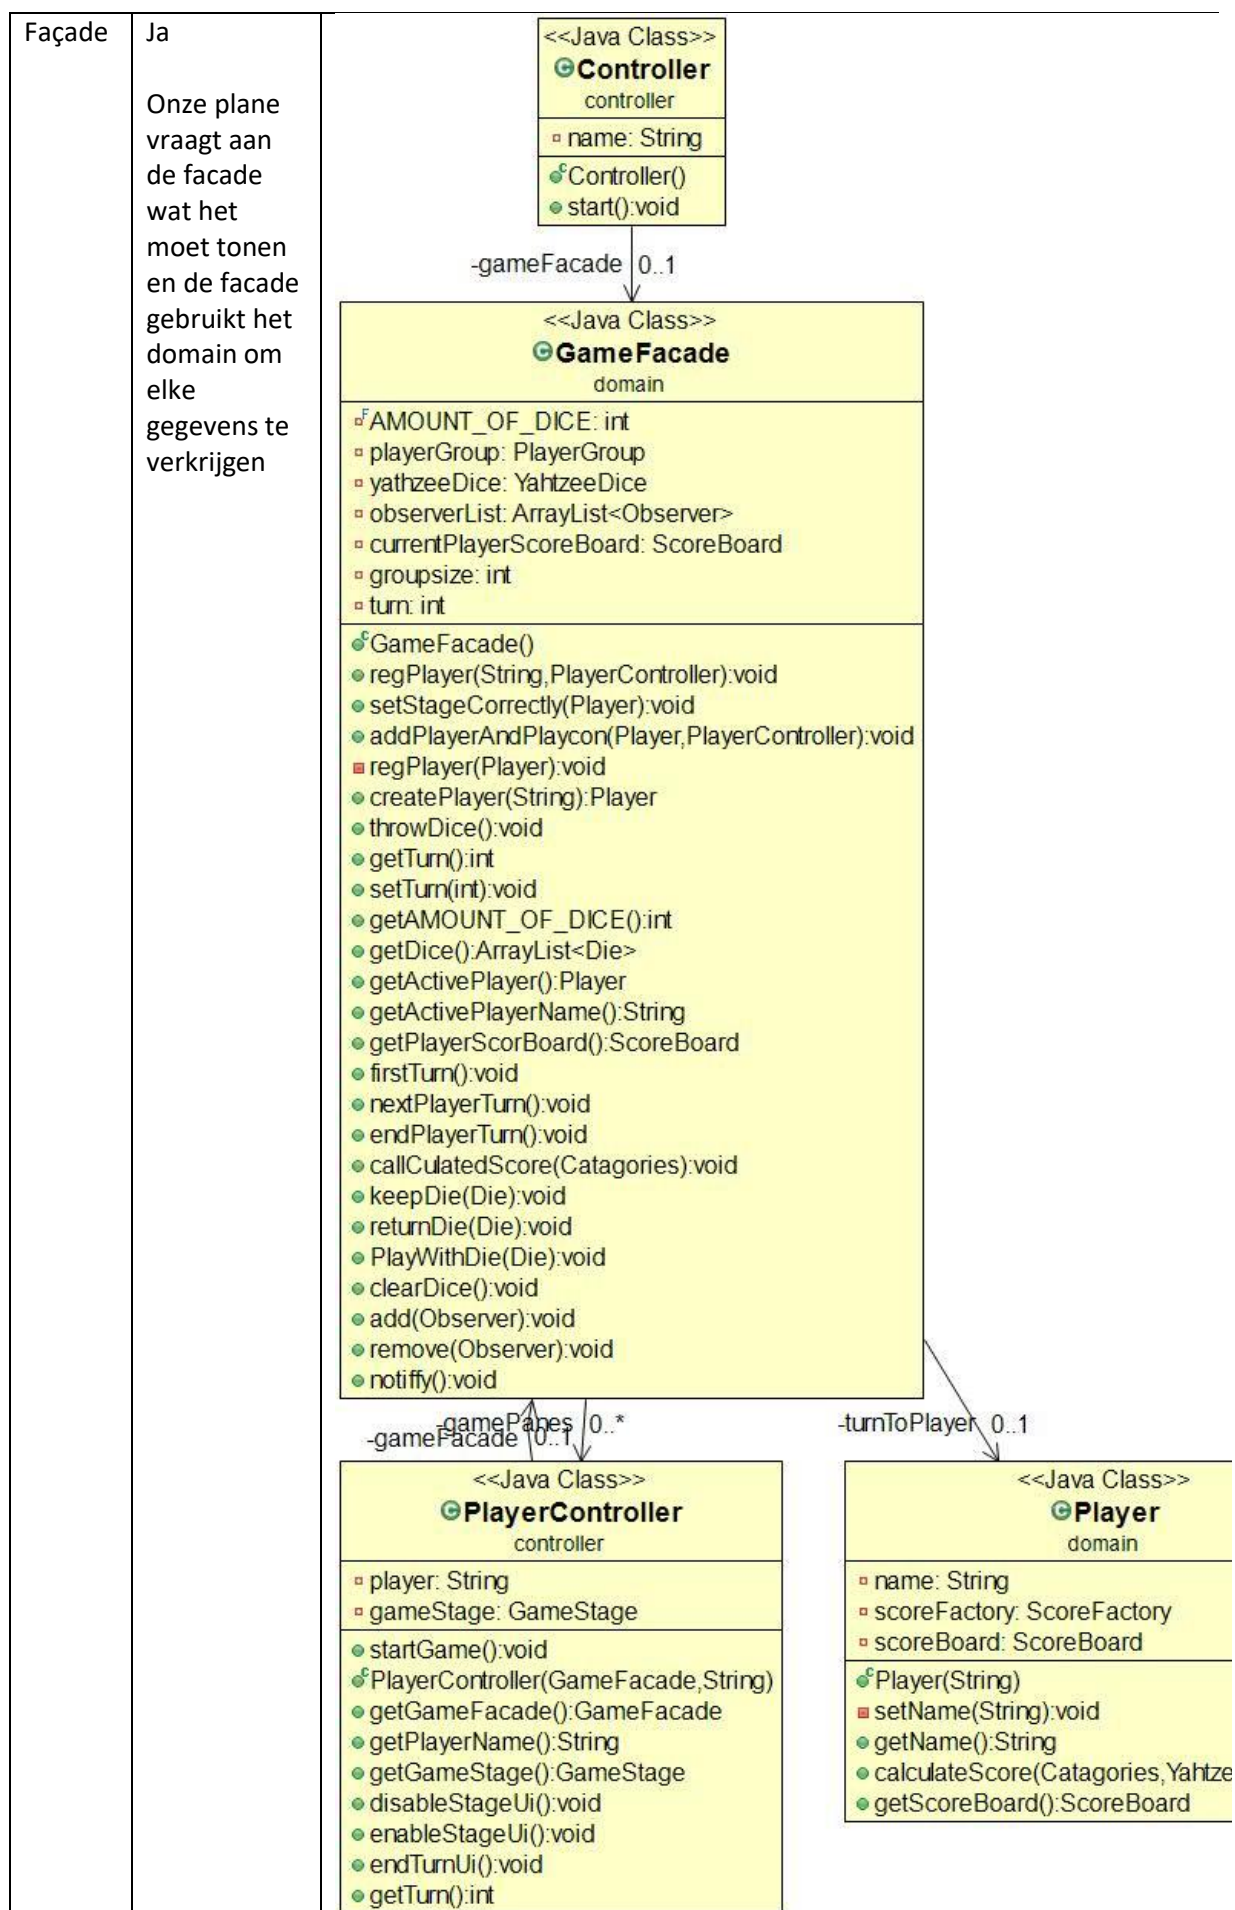 Façade
Ja
Onze plane
vraagt aan
de facade
wat het
moet tonen
en de facade
gebruikt het
domain om
elke
gegevens te
verkrijgen
<<Java Class>>
Controller
controller
name: String
Controller()
start():void
-gameFacade 0..1
<<Java Class>>
GameFacade
domain
AMOUNT_OF_DICE: int
playerGroup: PlayerGroup
yathzeeDice: YahtzeeDice
observerList: ArrayList<Observer>
currentPlayerScoreBoard: ScoreBoard
groupsize: int
turn: int
GameFacade()
regPlayer(String,PlayerController):void
setStageCorrectly(Player):void
addPlayerAndPlaycon(Player,PlayerController):void
regPlayer(Player):void
createPlayer(String):Player
throwDice():void
getTurn():int
setTurn(int):void
getAMOUNT_OF_DICE():int
getDice():ArrayList<Die>
getActivePlayer():Player
getActivePlayerName():String
getPlayerScorBoard():ScoreBoard
firstTurn():void
nextPlayerTurn():void
endPlayerTurn():void
callCulatedScore(Catagories):void
keepDie(Die):void
returnDie(Die):void
PlayWithDie(Die):void
clearDice():void
add(Observer):void
remove(Observer):void
notiffy():void
-gamePanes 0..*
-gameFacade 0..1
-turnToPlayer 0..1
<<Java Class>>
PlayerController
controller
player: String
gameStage: GameStage
startGame():void
PlayerController(GameFacade,String)
getGameFacade():GameFacade
getPlayerName():String
getGameStage():GameStage
disableStageUi():void
enableStageUi():void
endTurnUi():void
getTurn():int
<<Java Class>>
Player
domain
name: String
scoreFactory: ScoreFactory
scoreBoard: ScoreBoard
Player(String)
setName(String):void
getName():String
calculateScore(Catagories,Yahtze
getScoreBoard():ScoreBoard